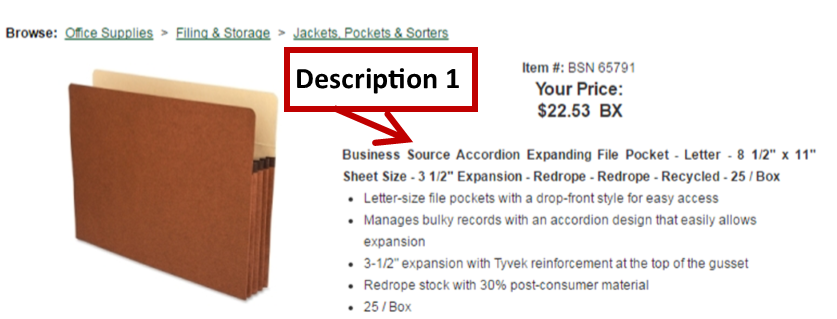 Browse: Office Supplies > Filing & Storage > Jackets, Pockets & Sorters
Description 1
Item #: BSN 65791
Your Price:
$22.53 BX
Business Source Accordion Expanding File Pocket - Letter - 8 1/2" x 11"
Sheet Size - 3 1/2" Expansion - Redrope - Redrope - Recycled - 25 / Box
• Letter-size file pockets with a drop-front style for easy access
• Manages bulky records with an accordion design that easily allows
expansion
• 3-1/2" expansion with Tyvek reinforcement at the top of the gusset
• Redrope stock with 30% post-consumer material
• 25 / Box